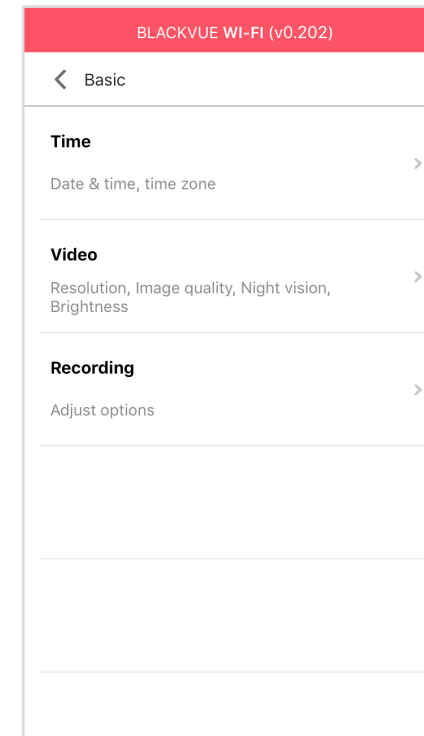 BLACKVUE WI-FI (v0.202)
Basic
Time
Date & time, time zone
Video
Resolution, Image quality, Night vision,
Brightness
Recording
Adjust options